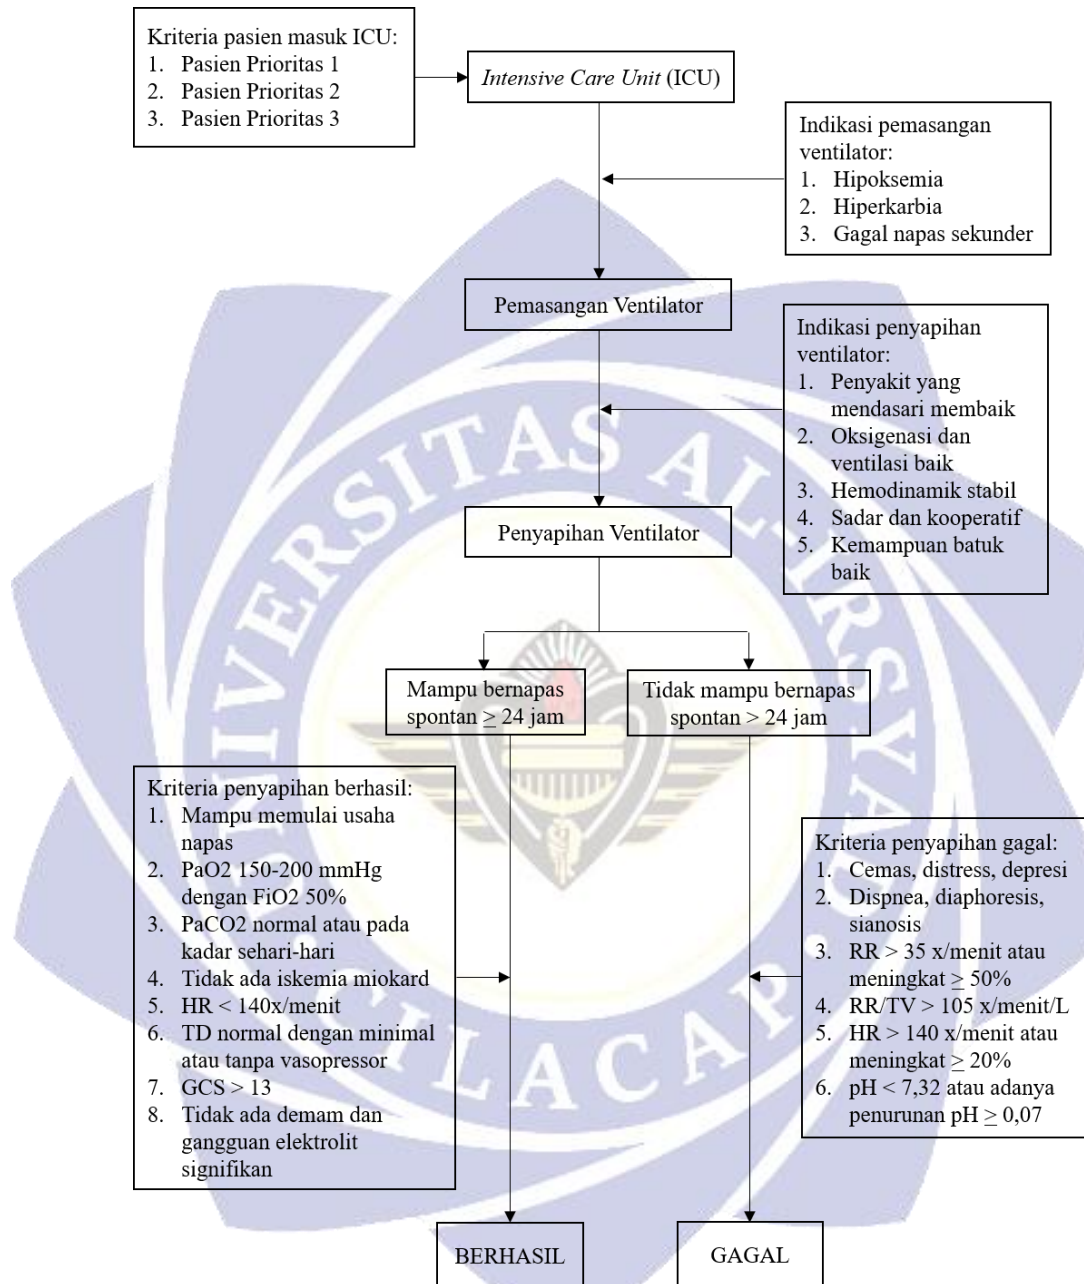 Kriteria pasien masuk ICU:
1. Pasien Prioritas 1
2. Pasien Prioritas 2
3. Pasien Prioritas 3
Intensive Care Unit (ICU)
Indikasi pemasangan
ventilator:
1. Hipoksemia
2. Hiperkarbia
3. Gagal napas sekunder
Pemasangan Ventilator
Indikasi penyapihan
ventilator:
1. Penyakit yang
mendasari membaik
2. Oksigenasi dan
ventilasi baik
3. Hemodinamik stabil
4. Sadar dan kooperatif
5. Kemampuan batuk
baik
Penyapihan Ventilator
Mampu bernapas
spontan ≥ 24 jam
Tidak mampu bernapas
spontan > 24 jam
Kriteria penyapihan berhasil:
1. Mampu memulai usaha
napas
2. PaO2 150-200 mmHg
dengan FiO2 50%
3. PaCO2 normal atau pada
kadar sehari-hari
4. Tidak ada iskemia miokard
5. HR < 140x/menit
6. TD normal dengan minimal
atau tanpa vasopressor
7. GCS > 13
8. Tidak ada demam dan
gangguan elektrolit
signifikan
Kriteria penyapihan gagal:
1. Cemas, distress, depresi
2. Dispnea, diaphoresis,
sianosis
3. RR > 35 x/menit atau
meningkat ≥ 50%
4. RR/TV > 105 x/menit/L
5. HR > 140 x/menit atau
meningkat ≥ 20%
6. pH < 7,32 atau adanya
penurunan pH ≥ 0,07
BERHASIL
GAGAL
UNIVERSITAS AL-IRSYAD
CILACAP